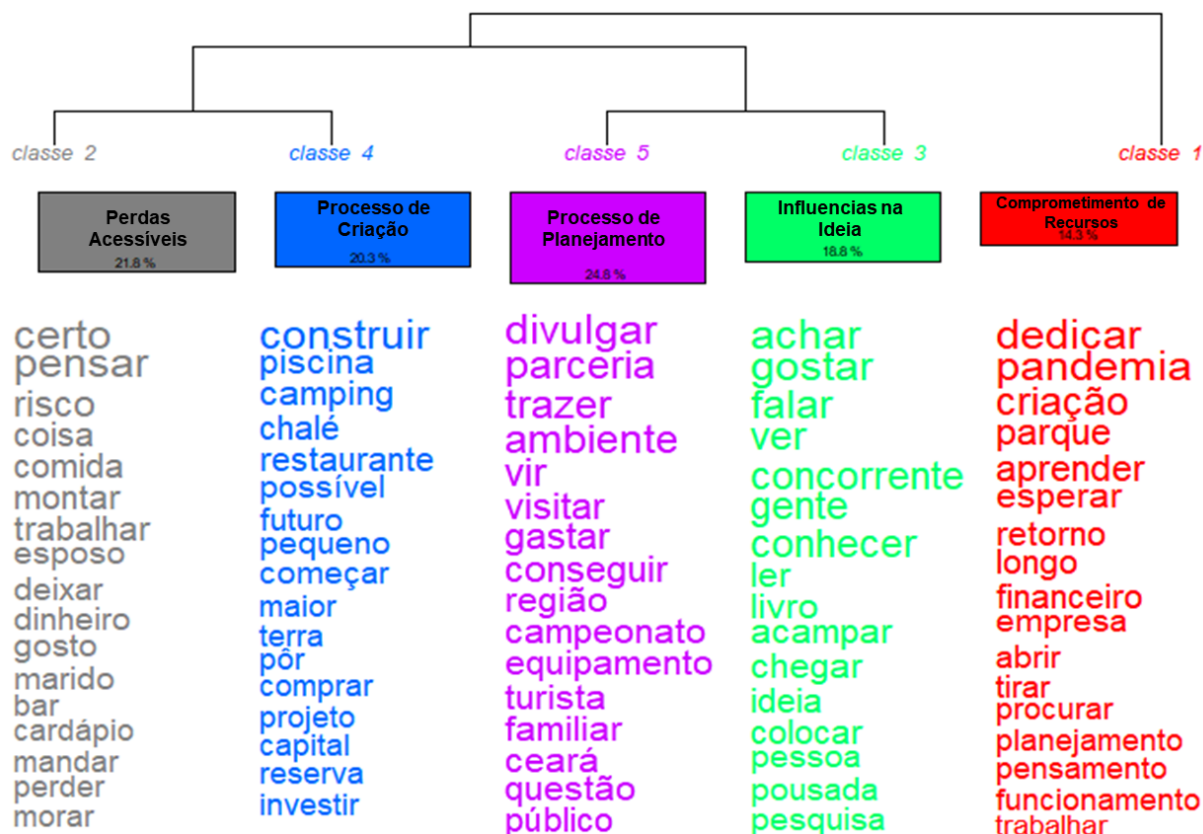 classe 2
classe 4
classe 5
classe 3
classe 1
Perdas
Acessíveis
21.8 %
Processo de
Criação
20.3 %
Processo de
Planejamento
24.8 %
Influencias na
Ideia
18.8 %
Comprometimento de
Recursos
14.3 %
certo
pensar
risco
coisa
comida
montar
trabalhar
esposo
deixar
dinheiro
gosto
marido
bar
cardápio
mandar
perder
morar
construir
piscina
camping
chalé
restaurante
possível
futuro
pequeno
começar
maior
terra
pôr
comprar
projeto
capital
reserva
investir
divulgar
parceria
trazer
ambiente
vir
visitar
gastar
conseguir
região
campeonato
equipamento
turista
familiar
ceará
questão
público
achar
gostar
falar
ver
concorrente
gente
conhecer
ler
livro
acampar
chegar
ideia
colocar
pessoa
pousada
pesquisa
dedicar
pandemia
criação
parque
aprender
esperar
retorno
longo
financeiro
empresa
abrir
tirar
procurar
planejamento
pensamento
funcionamento
trabalhar